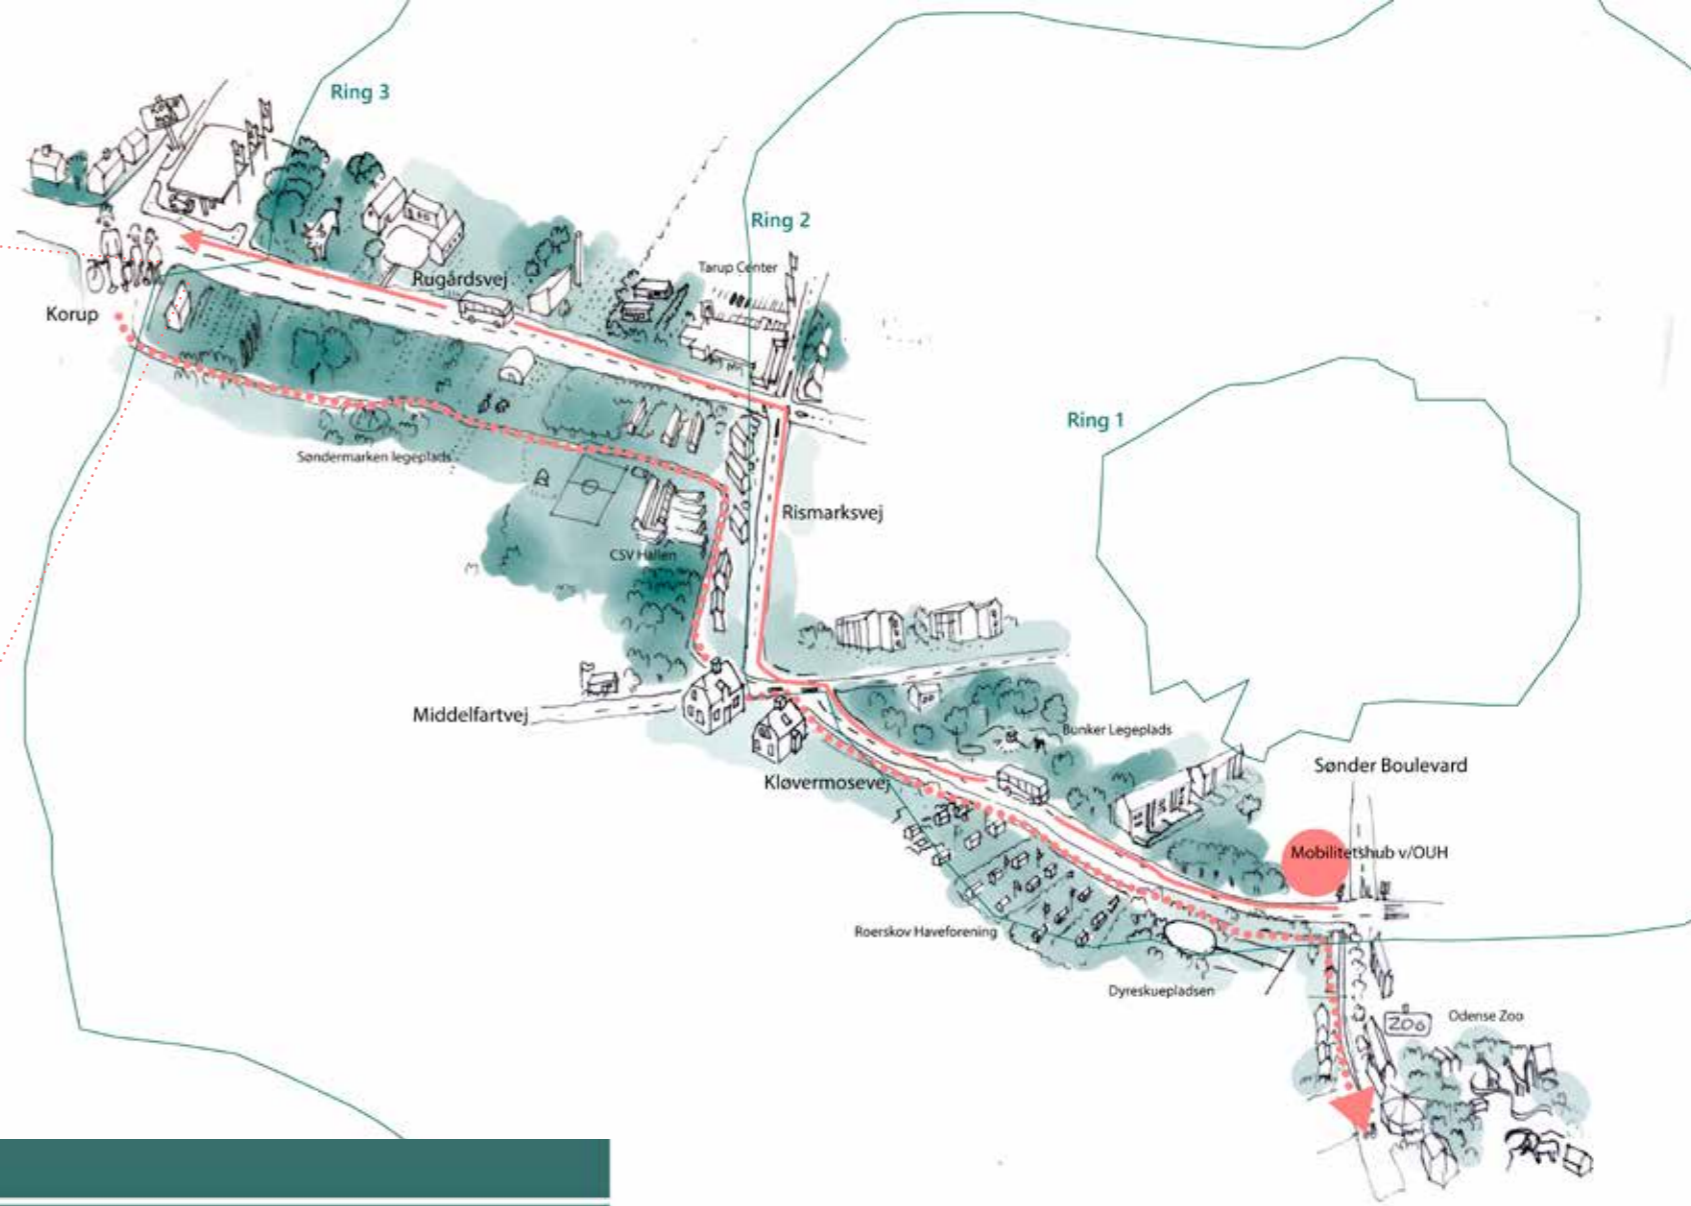 Ring 3
Ring 2
Rugårdsvej
Tarup Center
Korup
Ring 1
Søndermarken legeplads
Rismarksvej
CSV Hallen
Middelfartvej
Bunker Legeplads
Kløvermosevej
Sønder Boulevard
Mobilitetshub v/OUH
Roerskov Haveforening
Dyreskuepladsen
ZOO
Odense Zoo